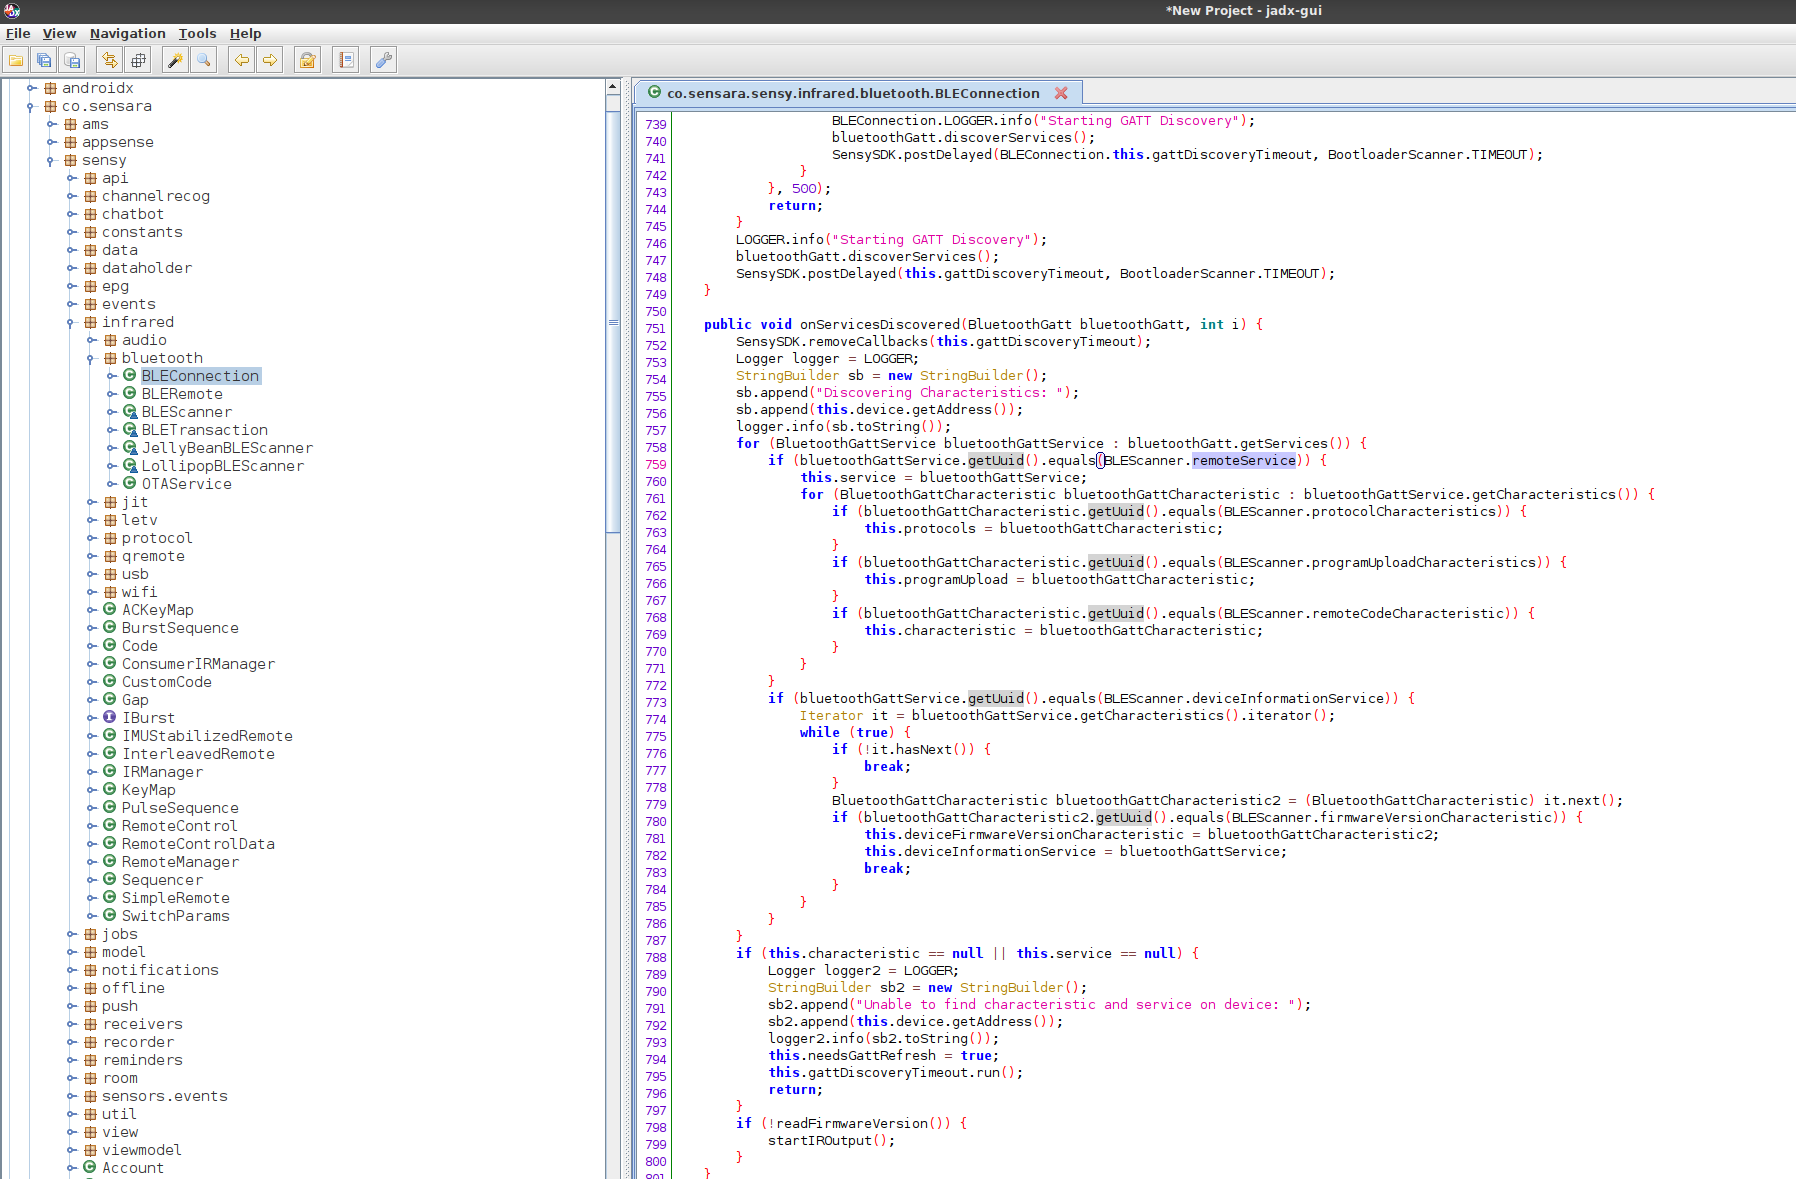 *New Project - jadx-gui
File View Navigation Tools Help
androidx
co.sensara
ams
appsense
sensy
api
channelrecog
chatbot
constants
data
dataholder
epg
events
infrared
audio
bluetooth
BLEConnection
BLERemote
BLEScanner
BLETransaction
JellyBeanBLEScanner
LollipopBLEScanner
OTAService
jit
letv
protocol
qremote
usb
wifi
ACKeyMap
BurstSequence
Code
ConsumerIRManager
CustomCode
Gap
IBurst
IMUStabilizedRemote
InterleavedRemote
IRManager
KeyMap
PulseSequence
RemoteControl
RemoteControlData
RemoteManager
Sequencer
SimpleRemote
SwitchParams
jobs
model
notifications
offline
push
receivers
recorder
reminders
room
sensors.events
util
view
viewmodel
Account
co.sensara.sensy.infrared.bluetooth.BLEConnection
739 BLEConnection.LOGGER.info("Starting GATT Discovery");
740 bluetoothGatt.discoverServices();
741 SensySDK.postDelayed(BLEConnection.this.gattDiscoveryTimeout, BootloaderScanner.TIMEOUT);
742 }
743 }, 500);
744 return;
745 }
746 LOGGER.info("Starting GATT Discovery");
747 bluetoothGatt.discoverServices();
748 SensySDK.postDelayed(this.gattDiscoveryTimeout, BootloaderScanner.TIMEOUT);
749 }
750
751 public void onServicesDiscovered(BluetoothGatt bluetoothGatt, int i) {
752 SensySDK.removeCallbacks(this.gattDiscoveryTimeout);
753 Logger logger = LOGGER;
754 StringBuilder sb = new StringBuilder();
755 sb.append("Discovering Characteristics: ");
756 sb.append(this.device.getAddress());
757 logger.info(sb.toString());
758 for (BluetoothGattService bluetoothGattService : bluetoothGatt.getServices()) {
759 if (bluetoothGattService.getUuid().equals(BLEScanner.remoteService)) {
760 this.service = bluetoothGattService;
761 for (BluetoothGattCharacteristic bluetoothGattCharacteristic : bluetoothGattService.getCharacteristics()) {
762 if (bluetoothGattCharacteristic.getUuid().equals(BLEScanner.protocolCharacteristics)) {
763 this.protocols = bluetoothGattCharacteristic;
764 }
765 if (bluetoothGattCharacteristic.getUuid().equals(BLEScanner.programUploadCharacteristics)) {
766 this.programUpload = bluetoothGattCharacteristic;
767 }
768 if (bluetoothGattCharacteristic.getUuid().equals(BLEScanner.remoteCodeCharacteristic)) {
769 this.characteristic = bluetoothGattCharacteristic;
770 }
771 }
772 }
773 if (bluetoothGattService.getUuid().equals(BLEScanner.deviceInformationService)) {
774 Iterator it = bluetoothGattService.getCharacteristics().iterator();
775 while (true) {
776 if (!it.hasNext()) {
777 break;
778 }
779 BluetoothGattCharacteristic bluetoothGattCharacteristic2 = (BluetoothGattCharacteristic) it.next();
780 if (bluetoothGattCharacteristic2.getUuid().equals(BLEScanner.firmwareVersionCharacteristic)) {
781 this.deviceFirmwareVersionCharacteristic = bluetoothGattCharacteristic2;
782 this.deviceInformationService = bluetoothGattService;
783 break;
784 }
785 }
786 }
787 }
788 if (this.characteristic == null || this.service == null) {
789 Logger logger2 = LOGGER;
790 StringBuilder sb2 = new StringBuilder();
791 sb2.append("Unable to find characteristic and service on device: ");
792 sb2.append(this.device.getAddress());
793 logger2.info(sb2.toString());
794 this.needsGattRefresh = true;
795 this.gattDiscoveryTimeout.run();
796 return;
797 }
798 if (!readFirmwareVersion()) {
799 startIROutput();
800 }
801 }